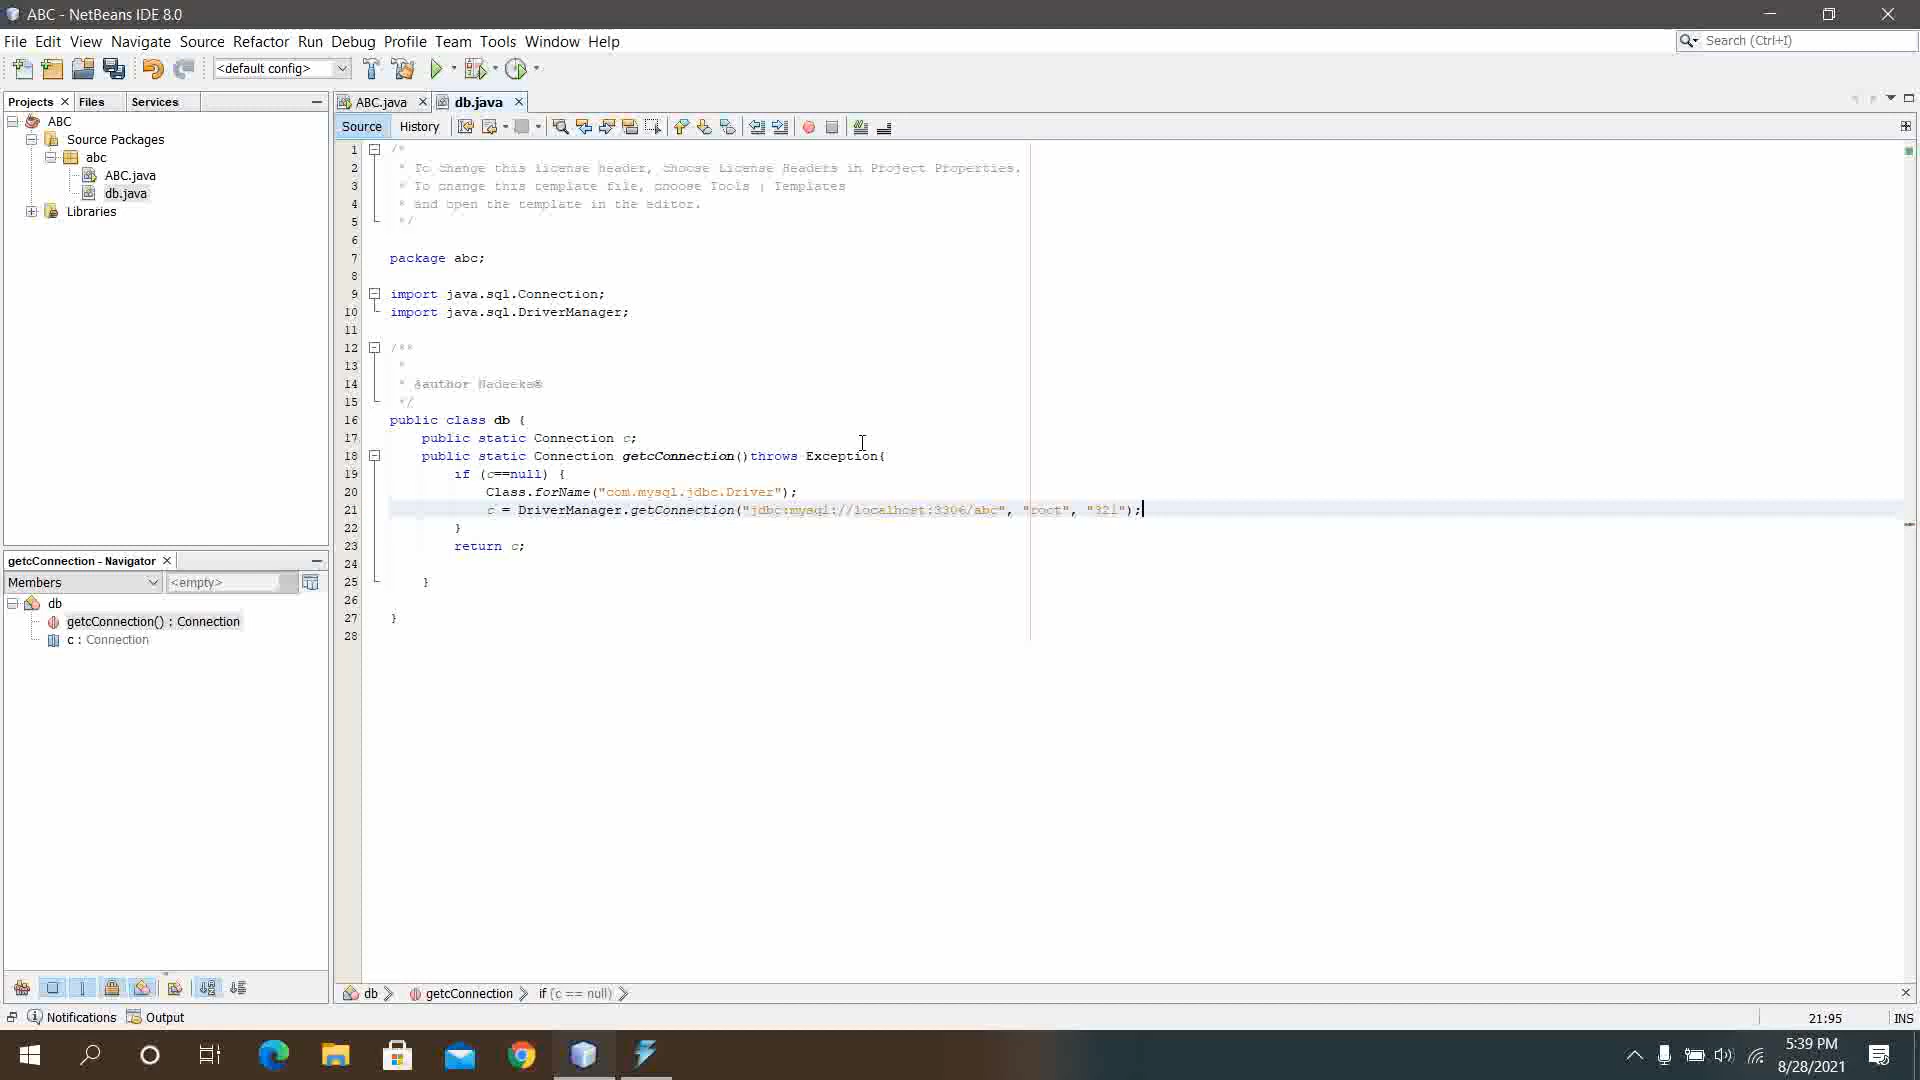 ABC - NetBeans IDE 8.0
File Edit View Navigate Source Refactor Run Debug Profile Team Tools Window Help
Search (Ctrl+I)
<default config>
Projects Files Services
ABC
Source Packages
abc
ABC.java
db.java
Libraries
getcConnection - Navigator
Members <empty>
db
getcConnection() : Connection
c : Connection
ABC.java db.java
Source History
1 /*
2 * To change this license header, choose License Headers in Project Properties.
3 * To change this template file, choose Tools | Templates
4 * and open the template in the editor.
5 */
6
7 package abc;
8
9 import java.sql.Connection;
10 import java.sql.DriverManager;
11
12 /**
13 *
14 * @author Nadeeka®
15 */
16 public class db {
17 public static Connection c;
18 public static Connection getcConnection()throws Exception{
19 if (c==null) {
20 Class.forName("com.mysql.jdbc.Driver");
21 c = DriverManager.getConnection("jdbc:mysql://localhost:3306/abc", "root", "321");
22 }
23 return c;
24
25 }
26
27 }
28
db getcConnection if (c == null)
Notifications Output
21:95 INS
5:39 PM
8/28/2021